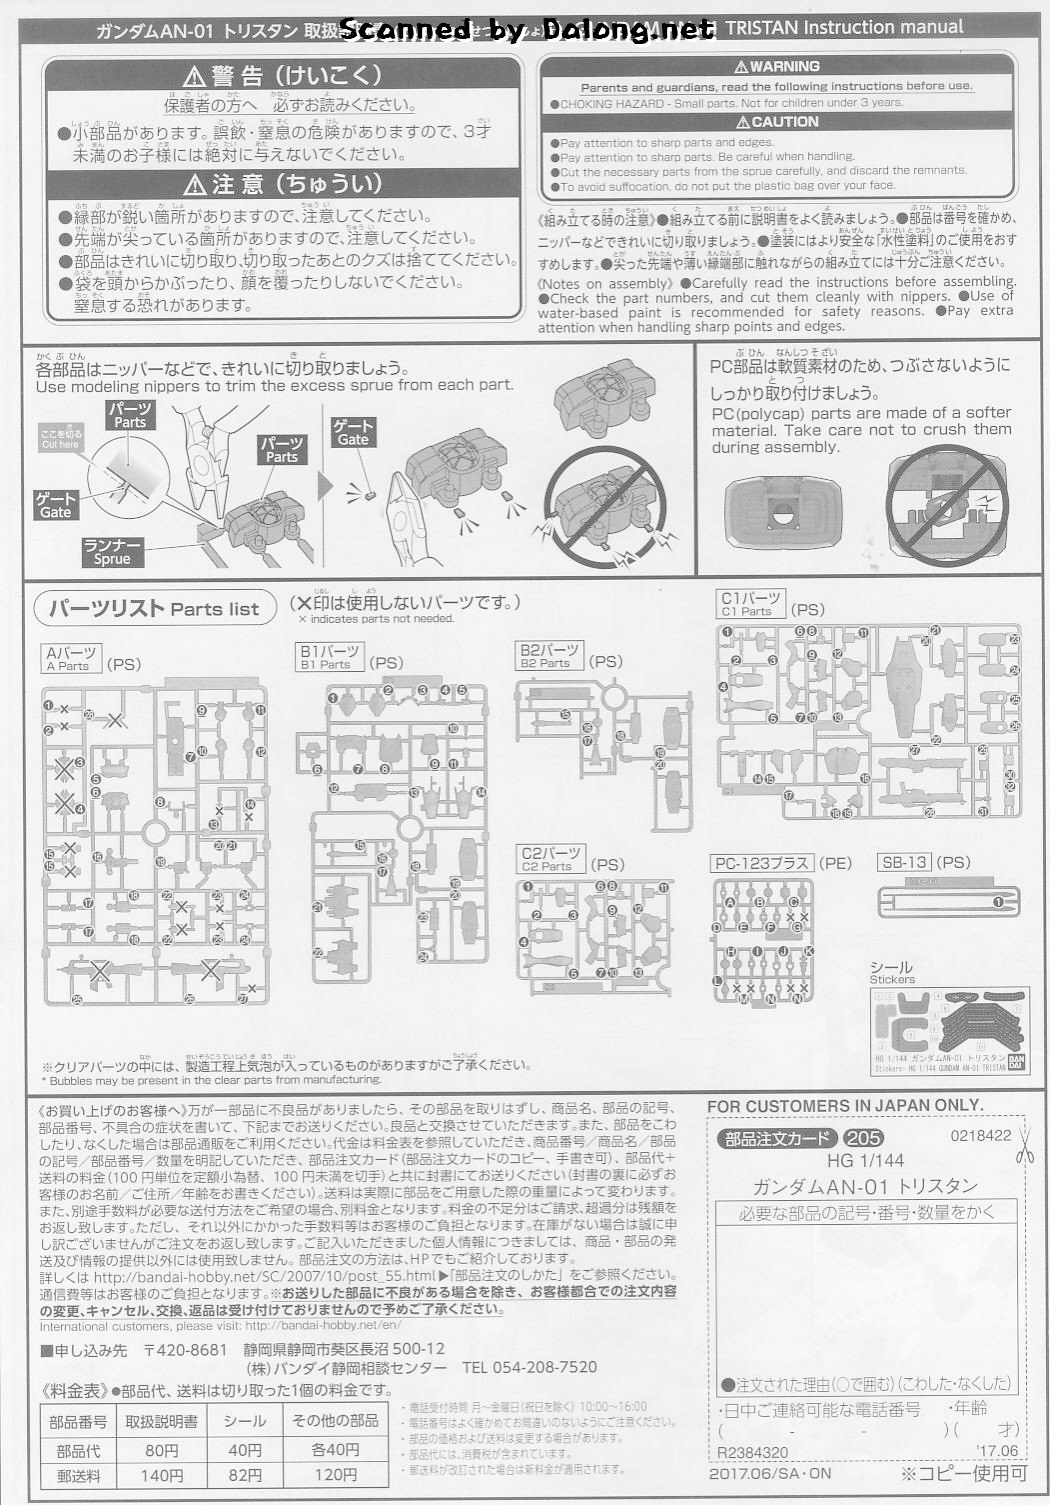 ガンダムAN-01 トリスタン 取扱説
Scanned by Dalong.net
TRISTAN Instruction manual
⚠警告(けいこく)
保護者の方へ 必ずお読みください。
●小部品があります。誤飲・窒息の危険がありますので、3才
未満のお子様には絶対に与えないでください。
⚠注意(ちゅうい)
●縁部が鋭い箇所がありますので、注意してください。
●先端が尖っている箇所がありますので、注意してください。
●部品はきれいに切り取り、切り取ったあとのクズは捨ててください。
●袋を頭からかぶったり、顔を覆ったりしないでください。
窒息する恐れがあります。
⚠WARNING
Parents and guardians, read the following instructions before use.
●CHOKING HAZARD - Small parts. Not for children under 3 years.
⚠CAUTION
●Pay attention to sharp parts and edges.
●Pay attention to sharp parts. Be careful when handling.
●Cut the necessary parts from the sprue carefully, and discard the remnants.
●To avoid suffocation, do not put the plastic bag over your face.
《組み立てる時の注意》●組み立てる前に説明書をよく読みましょう。●部品は番号を確かめ、
ニッパーなどできれいに切り取りましょう。●塗装にはより安全な「水性塗料」のご使用をおす
すめします。●尖った先端や薄い縁端部に触れながらの組み立てには十分ご注意ください。
《Notes on assembly》 ●Carefully read the instructions before assembling.
●Check the part numbers, and cut them cleanly with nippers. ●Use of
water-based paint is recommended for safety reasons. ●Pay extra
attention when handling sharp points and edges.
各部品はニッパーなどで、きれいに切り取りましょう。
Use modeling nippers to trim the excess sprue from each part.
パーツ
Parts
ここを切る
Cut here
ゲート
Gate
ランナー
Sprue
パーツ
Parts
ゲート
Gate
PC部品は軟質素材のため、つぶさないように
しっかり取り付けましょう。
PC(polycap) parts are made of a softer
material. Take care not to crush them
during assembly.
パーツリスト Parts list
(×印は使用しないパーツです。)
× indicates parts not needed.
Aパーツ
A Parts (PS)
B1パーツ
B1 Parts (PS)
B2パーツ
B2 Parts (PS)
C1パーツ
C1 Parts (PS)
C2パーツ
C2 Parts (PS)
PC-123プラス (PE)
SB-13 (PS)
シール
Stickers
HG 1/144 ガンダムAN-01 トリスタン
Stickers- HG 1/144 GUNDAM AN-01 TRISTAN
BANDAI
※クリアパーツの中には、製造工程上気泡が入っているものがありますがご了承ください。
* Bubbles may be present in the clear parts from manufacturing.
《お買い上げのお客様へ》万が一部品に不良品がありましたら、その部品を取りはずし、商品名、部品の記号、
部品番号、不具合の症状を書いて、下記までお送りください。良品と交換させていただきます。また、部品をこわ
したり、なくした場合は部品通販をご利用ください。代金は料金表を参照していただき、商品番号/商品名/部品
の記号/部品番号/数量を明記していただき、部品注文カード(部品注文カードのコピー、手書き可)、部品代+
送料の料金(100円単位を定額小為替、100円未満を切手)と共に封書にてお送りください(封書の裏に必ずお
客様のお名前/ご住所/年齢をお書きください)。送料は実際に部品をご用意した際の重量によって変わります。
また、別途手数料が必要な送付方法をご希望の場合、別料金となります。料金の不足分はご請求、超過分は残額を
お返し致します。ただし、それ以外にかかった手数料等はお客様のご負担となります。在庫がない場合は誠に申
し訳ございませんがご注文をお返し致します。ご記入いただきました個人情報につきましては、商品・部品の発
送及び情報の提供以外には使用致しません。部品注文の方法は、HPでもご紹介しております。
詳しくは http://bandai-hobby.net/SC/2007/10/post_55.html▶「部品注文のしかた」をご参照ください。
通信費等はお客様のご負担となります。※お送りした部品に不良がある場合を除き、お客様都合での注文内容
の変更、キャンセル、交換、返品は受け付けておりませんので予めご了承ください。
International customers, please visit: http://bandai-hobby.net/en/
■申し込み先 〒420-8681 静岡県静岡市葵区長沼500-12
(株)バンダイ静岡相談センター TEL 054-208-7520
《料金表》●部品代、送料は切り取った1個の料金です。
部品番号 取扱説明書 シール その他の部品
部品代 80円 40円 各40円
郵送料 140円 82円 120円
・電話受付時間 月~金曜日(祝日を除く) 10:00~16:00
・電話番号はよく確かめてお間違いのないようにご注意ください。
・部品の価格および送料は変更する場合があります。
・部品代には、消費税が含まれています。
・郵送料が改訂された場合は新料金が適用されます。
FOR CUSTOMERS IN JAPAN ONLY.
部品注文カード 205 0218422
HG 1/144
ガンダムAN-01 トリスタン
必要な部品の記号・番号・数量をかく
●注文された理由(○で囲む)(こわした・なくした)
・日中ご連絡可能な電話番号 ・年齢
( - - )( 才)
R2384320 '17.06
2017.06/SA・ON ※コピー使用可